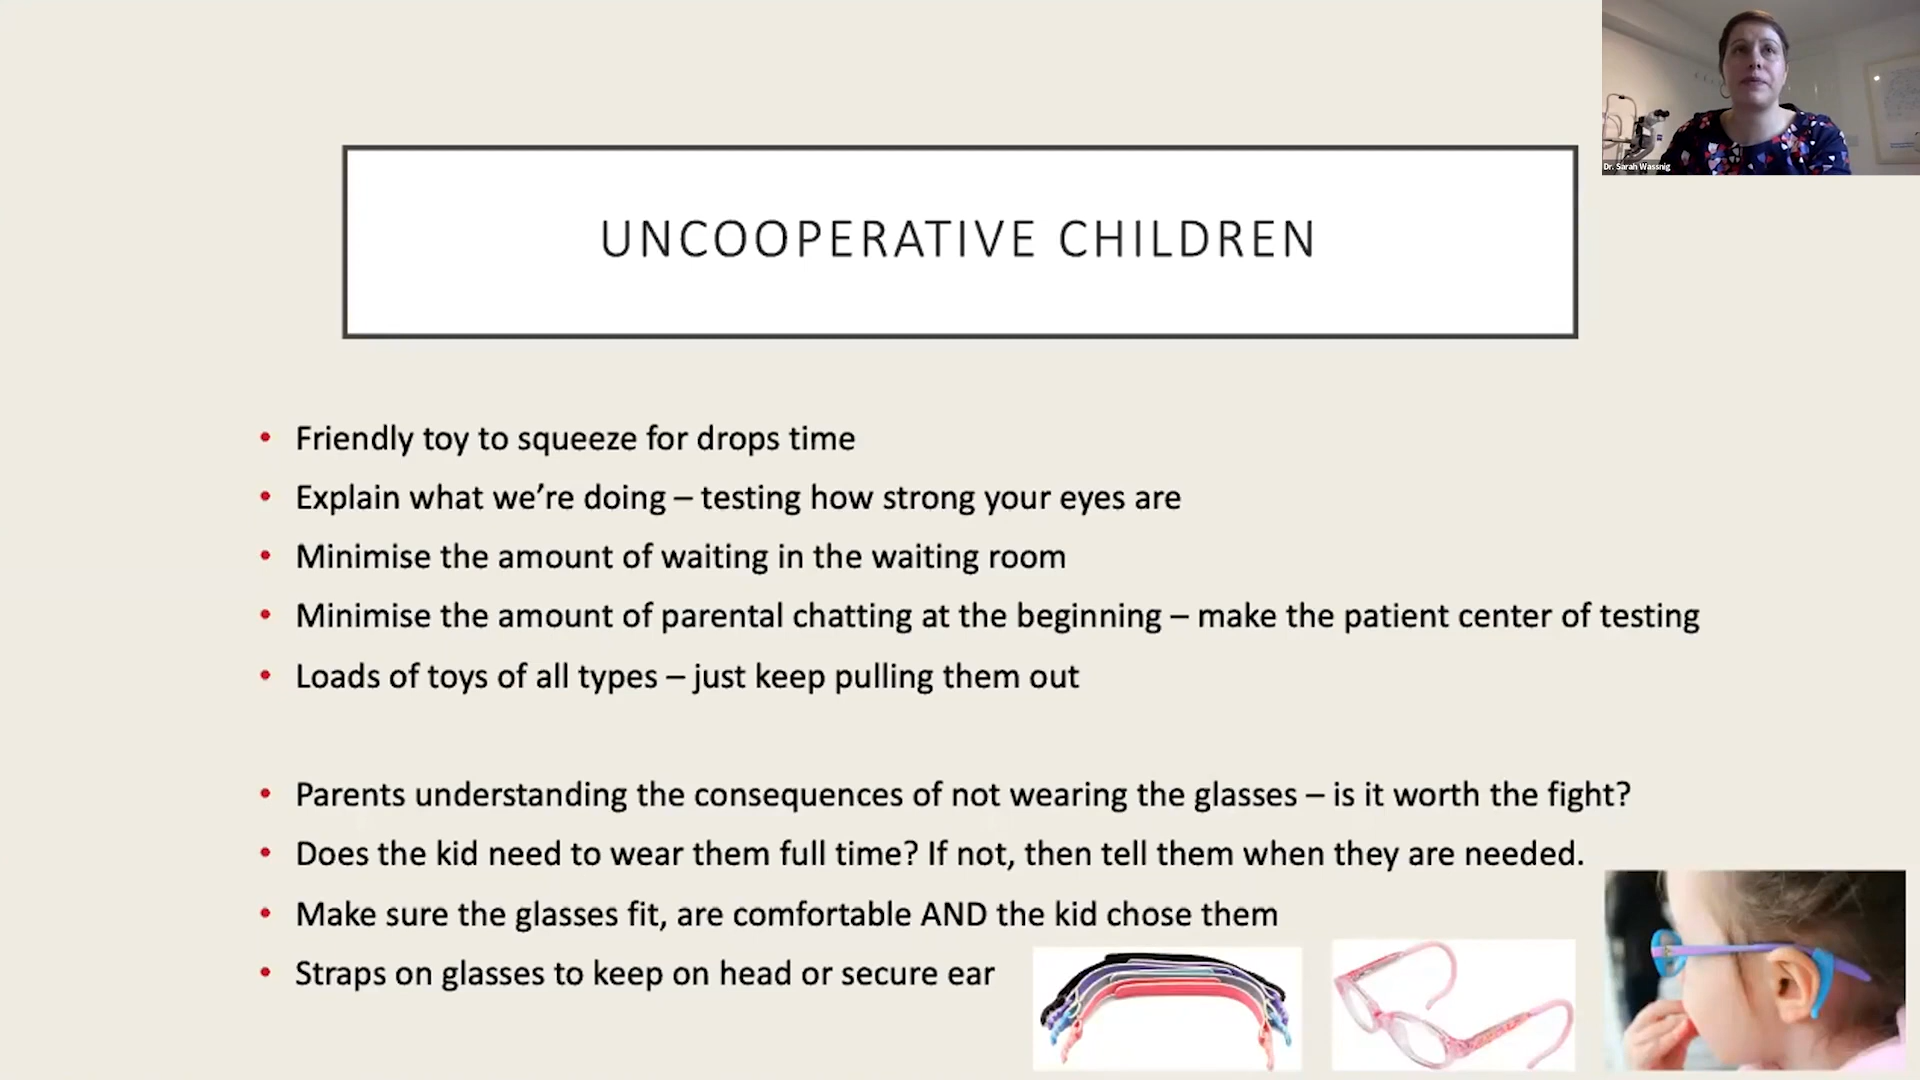 Dr. Sarah Wassnig
UNCOOPERATIVE CHILDREN
• Friendly toy to squeeze for drops time
• Explain what we’re doing – testing how strong your eyes are
• Minimise the amount of waiting in the waiting room
• Minimise the amount of parental chatting at the beginning – make the patient center of testing
• Loads of toys of all types – just keep pulling them out
• Parents understanding the consequences of not wearing the glasses – is it worth the fight?
• Does the kid need to wear them full time? If not, then tell them when they are needed.
• Make sure the glasses fit, are comfortable AND the kid chose them
• Straps on glasses to keep on head or secure ear